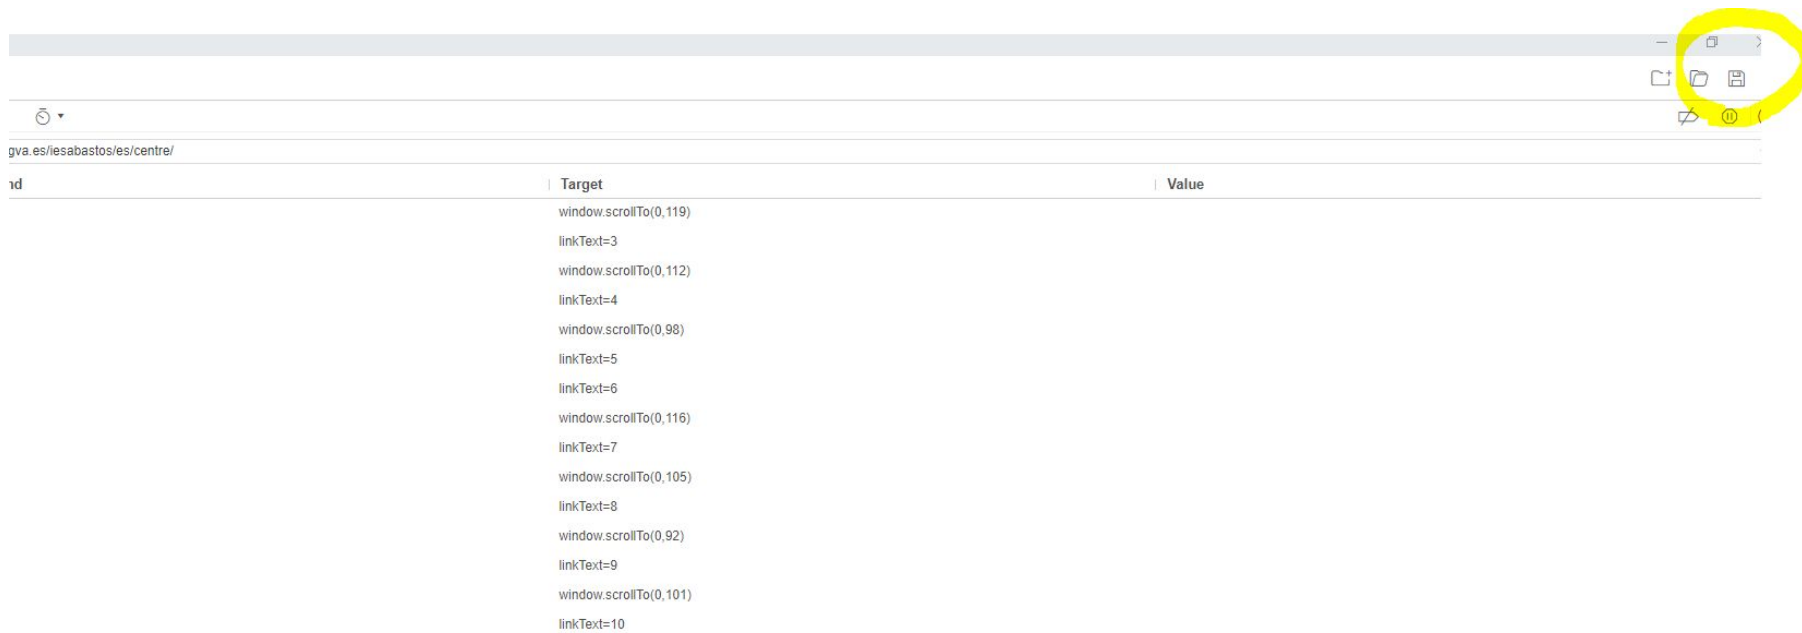 gva.es/iesabastos/es/centre/
nd Target Value
window.scrollTo(0,119)
linkText=3
window.scrollTo(0,112)
linkText=4
window.scrollTo(0,98)
linkText=5
linkText=6
window.scrollTo(0,116)
linkText=7
window.scrollTo(0,105)
linkText=8
window.scrollTo(0,92)
linkText=9
window.scrollTo(0,101)
linkText=10